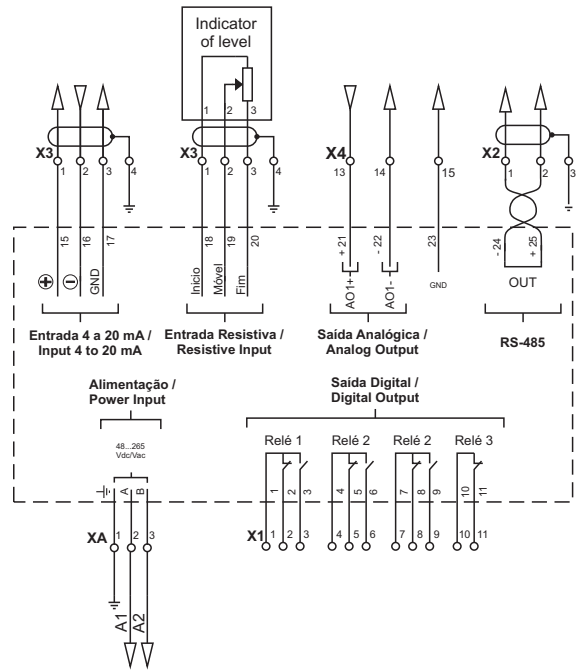 Indicator
of level
1 2 3
X3
1 2 3 4
X3
1 2 3 4
X4
13 14 15
X2
1 2 3
15 16 17
18 19 20
+ 21 - 22 23
- 24 + 25
+ - GND
Início Móvel Fim
AO1+ AO1- GND
OUT
Entrada 4 a 20 mA /
Input 4 to 20 mA
Entrada Resistiva /
Resistive Input
Saída Analógica /
Analog Output
RS-485
Alimentação /
Power Input
Saída Digital /
Digital Output
48...265
Vdc/Vac
Relé 1 Relé 2 Relé 2 Relé 3
A B
1 2 3 4 5 6 7 8 9 10 11
XA
1 2 3
X1
1 2 3 4 5 6 7 8 9 10 11
A1 A2